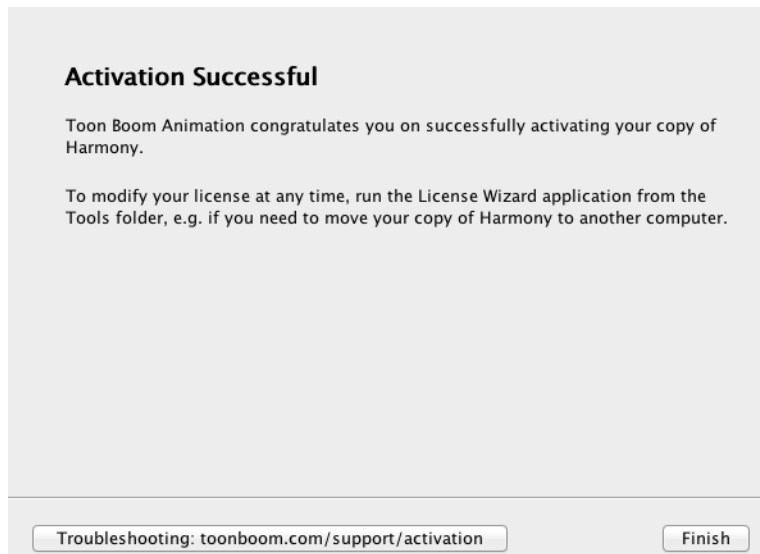 Activation Successful
Toon Boom Animation congratulates you on successfully activating your copy of
Harmony.
To modify your license at any time, run the License Wizard application from the
Tools folder, e.g. if you need to move your copy of Harmony to another computer.
Troubleshooting: toonboom.com/support/activation
Finish